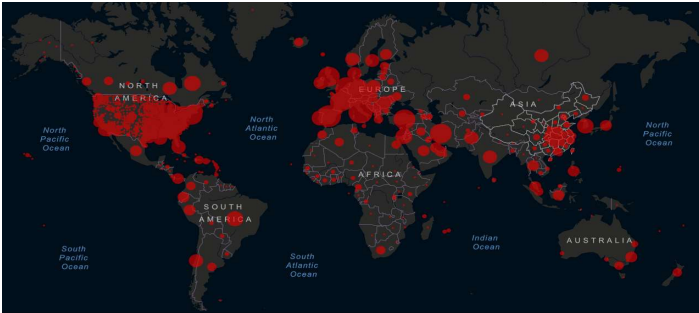 NORTH
AMERICA
EUROPE
ASIA
North
Pacific
Ocean
North
Atlantic
Ocean
North
Pacific
Ocean
AFRICA
SOUTH
AMERICA
Indian
Ocean
AUSTRALIA
South
Pacific
Ocean
South
Atlantic
Ocean